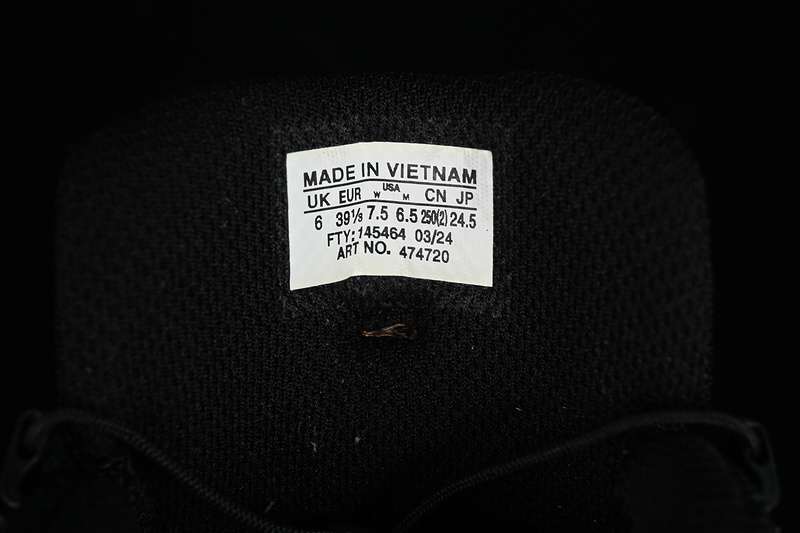 MADE IN VIETNAM
UK EUR W USA M CN JP
6 39⅓ 7.5 6.5 250(2) 24.5
FTY: 145464 03/24
ART NO. 474720